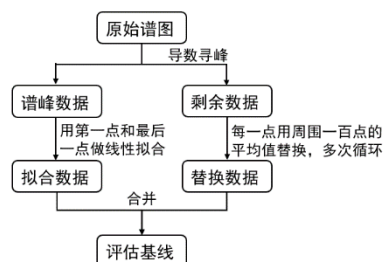 原始谱图
导数寻峰
谱峰数据
剩余数据
用第一点和最后
一点做线性拟合
每一点用周围一百点的
平均值替换，多次循环
拟合数据
替换数据
合并
评估基线